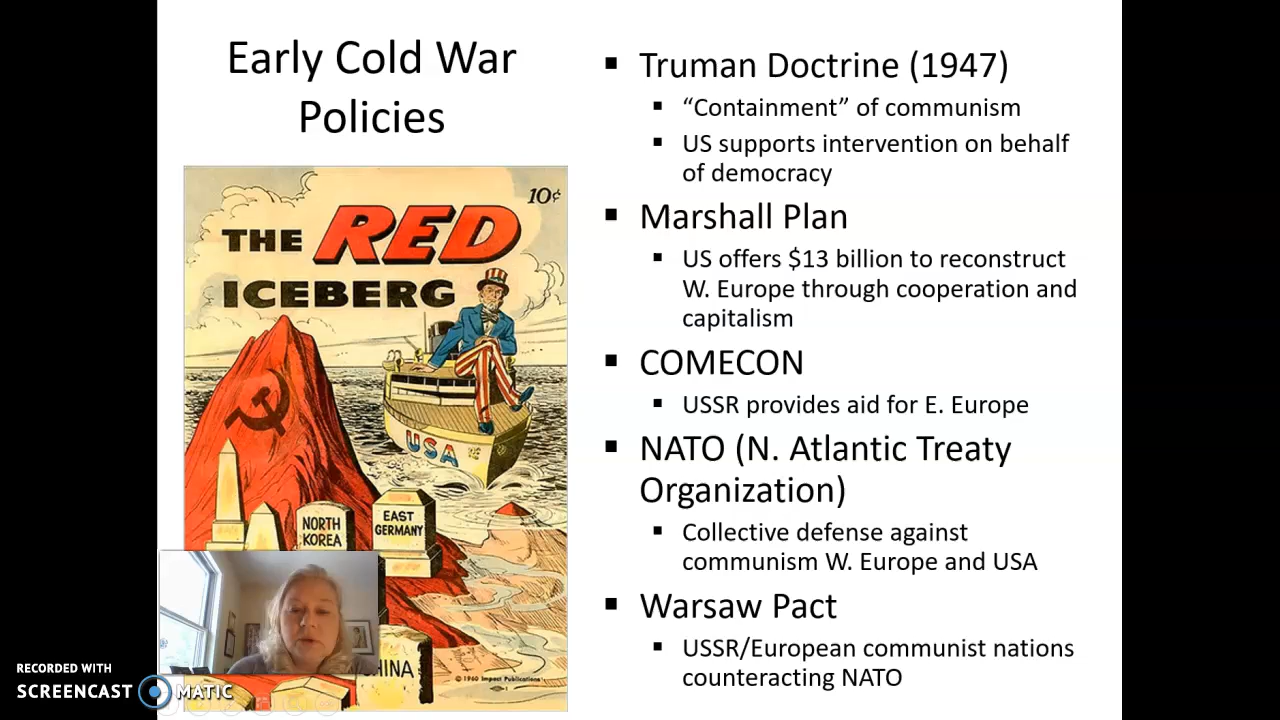 Early Cold War
Policies
10¢
THE RED
ICEBERG
USA
NORTH
KOREA
EAST
GERMANY
HINA
© 1960 Impact Publications
▪ Truman Doctrine (1947)
▪ “Containment” of communism
▪ US supports intervention on behalf
of democracy
▪ Marshall Plan
▪ US offers $13 billion to reconstruct
W. Europe through cooperation and
capitalism
▪ COMECON
▪ USSR provides aid for E. Europe
▪ NATO (N. Atlantic Treaty
Organization)
▪ Collective defense against
communism W. Europe and USA
▪ Warsaw Pact
▪ USSR/European communist nations
counteracting NATO
RECORDED WITH
SCREENCAST MATIC